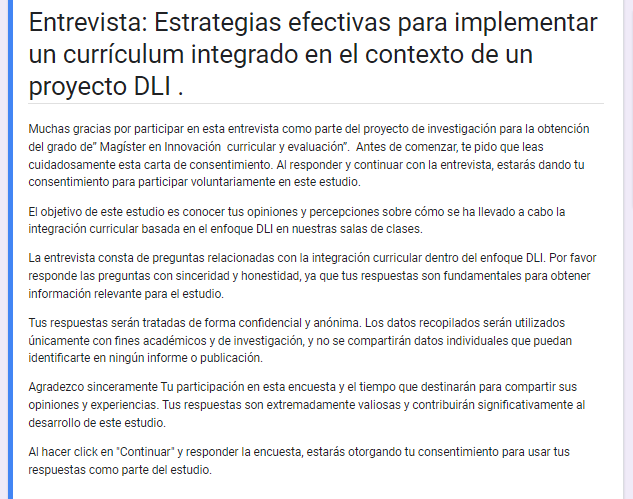 Entrevista: Estrategias efectivas para implementar
un currículum integrado en el contexto de un
proyecto DLI .
Muchas gracias por participar en esta entrevista como parte del proyecto de investigación para la obtención
del grado de” Magíster en Innovación  curricular y evaluación”.  Antes de comenzar, te pido que leas
cuidadosamente esta carta de consentimiento. Al responder y continuar con la entrevista, estarás dando tu
consentimiento para participar voluntariamente en este estudio.
El objetivo de este estudio es conocer tus opiniones y percepciones sobre cómo se ha llevado a cabo la
integración curricular basada en el enfoque DLI en nuestras salas de clases.
La entrevista consta de preguntas relacionadas con la integración curricular dentro del enfoque DLI. Por favor
responde las preguntas con sinceridad y honestidad, ya que tus respuestas son fundamentales para obtener
información relevante para el estudio.
Tus respuestas serán tratadas de forma confidencial y anónima. Los datos recopilados serán utilizados
únicamente con fines académicos y de investigación, y no se compartirán datos individuales que puedan
identificarte en ningún informe o publicación.
Agradezco sinceramente Tu participación en esta encuesta y el tiempo que destinarán para compartir sus
opiniones y experiencias. Tus respuestas son extremadamente valiosas y contribuirán significativamente al
desarrollo de este estudio.
Al hacer click en "Continuar" y responder la encuesta, estarás otorgando tu consentimiento para usar tus
respuestas como parte del estudio.